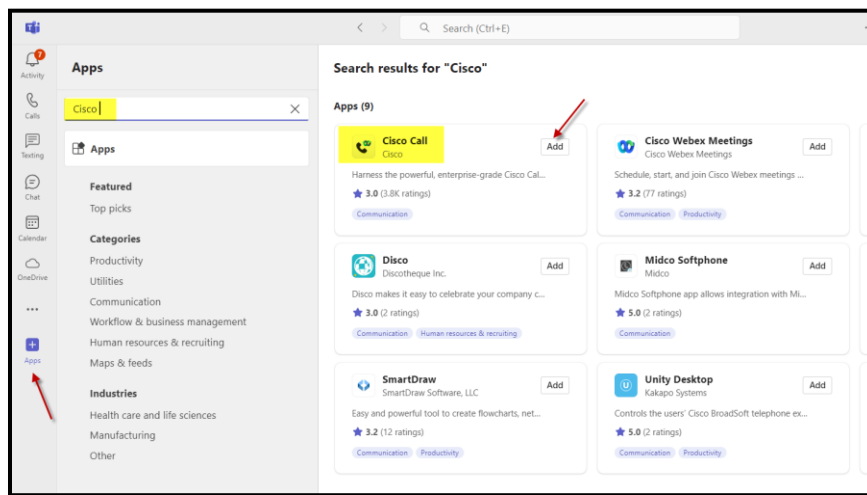 Search (Ctrl+E)
7
Activity
Calls
Texting
Chat
Calendar
OneDrive
...
Apps
Apps
Cisco
Apps
Featured
Top picks
Categories
Productivity
Utilities
Communication
Workflow & business management
Human resources & recruiting
Maps & feeds
Industries
Health care and life sciences
Manufacturing
Other
Search results for "Cisco"
Apps (9)
Cisco Call
Cisco
Add
Harness the powerful, enterprise-grade Cisco Cal...
3.0 (3.8K ratings)
Communication
Cisco Webex Meetings
Cisco Webex Meetings
Add
Schedule, start, and join Cisco Webex meetings ...
3.2 (77 ratings)
Communication Productivity
Disco
Discotheque Inc.
Add
Disco makes it easy to celebrate your company c...
3.0 (2 ratings)
Communication Human resources & recruiting
Midco Softphone
Midco
Add
Midco Softphone app allows integration with Mi...
5.0 (2 ratings)
Communication
SmartDraw
SmartDraw Software, LLC
Add
Easy and powerful tool to create flowcharts, net...
3.2 (12 ratings)
Communication Productivity
Unity Desktop
Kakapo Systems
Add
Controls the users' Cisco BroadSoft telephone ex...
5.0 (2 ratings)
Communication Productivity